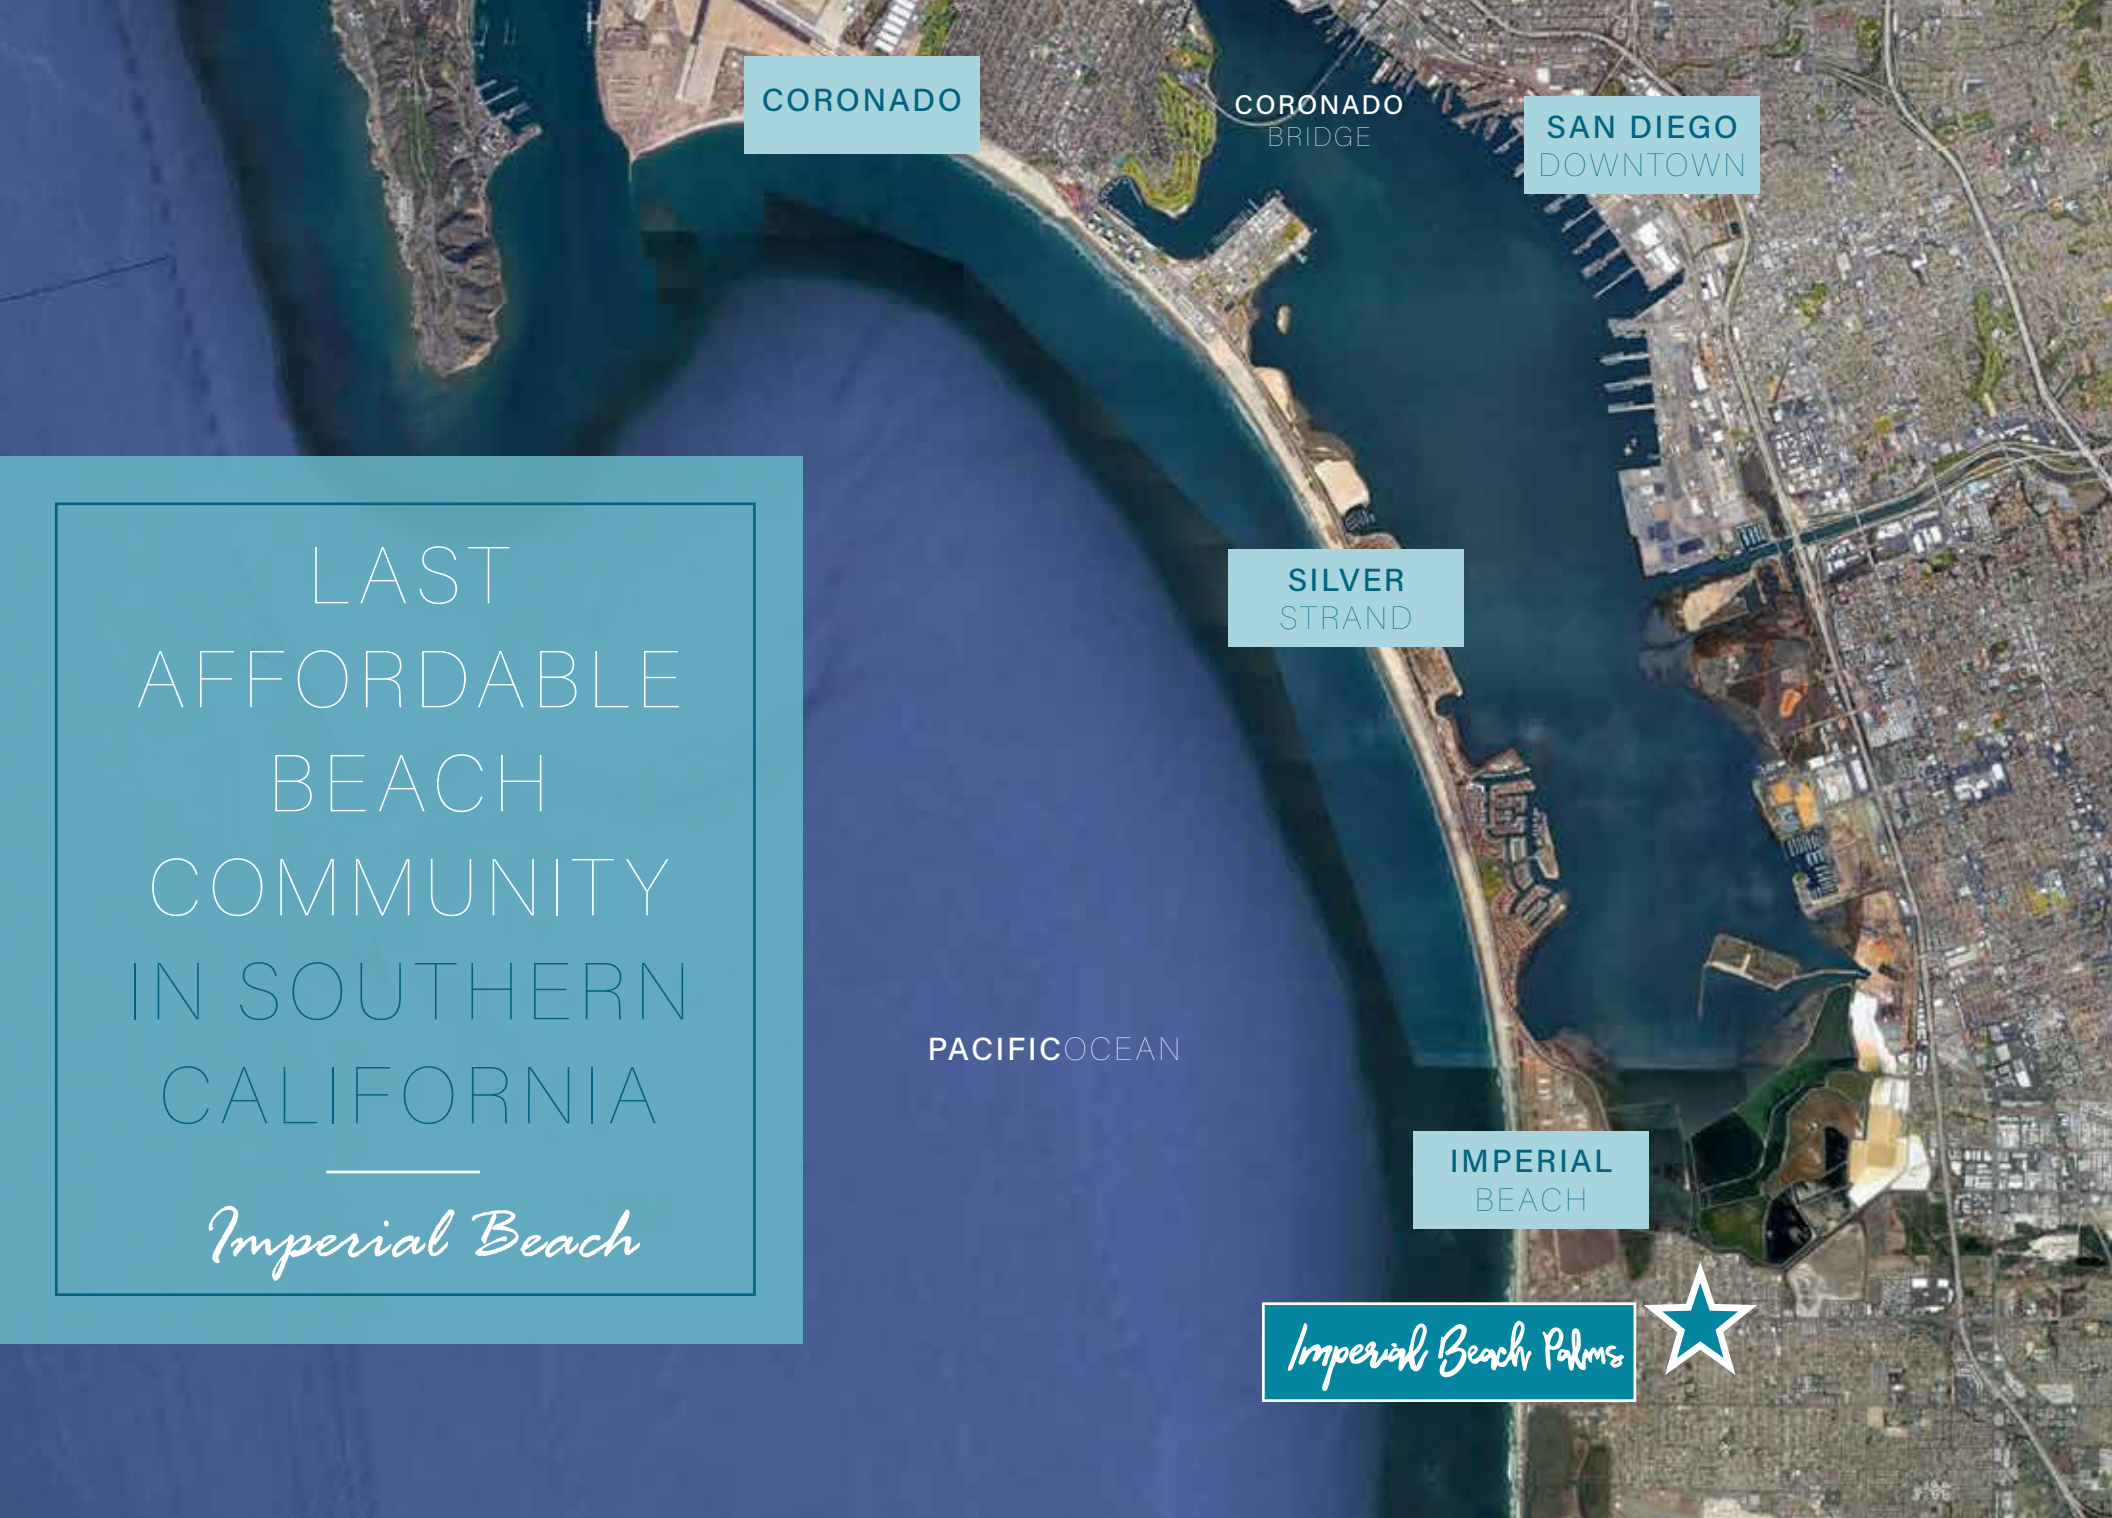 CORONADO
CORONADO
BRIDGE
SAN DIEGO
DOWNTOWN
LAST
AFFORDABLE
BEACH
COMMUNITY
IN SOUTHERN
CALIFORNIA
Imperial Beach
SILVER
STRAND
PACIFICOCEAN
IMPERIAL
BEACH
Imperial Beach Palms